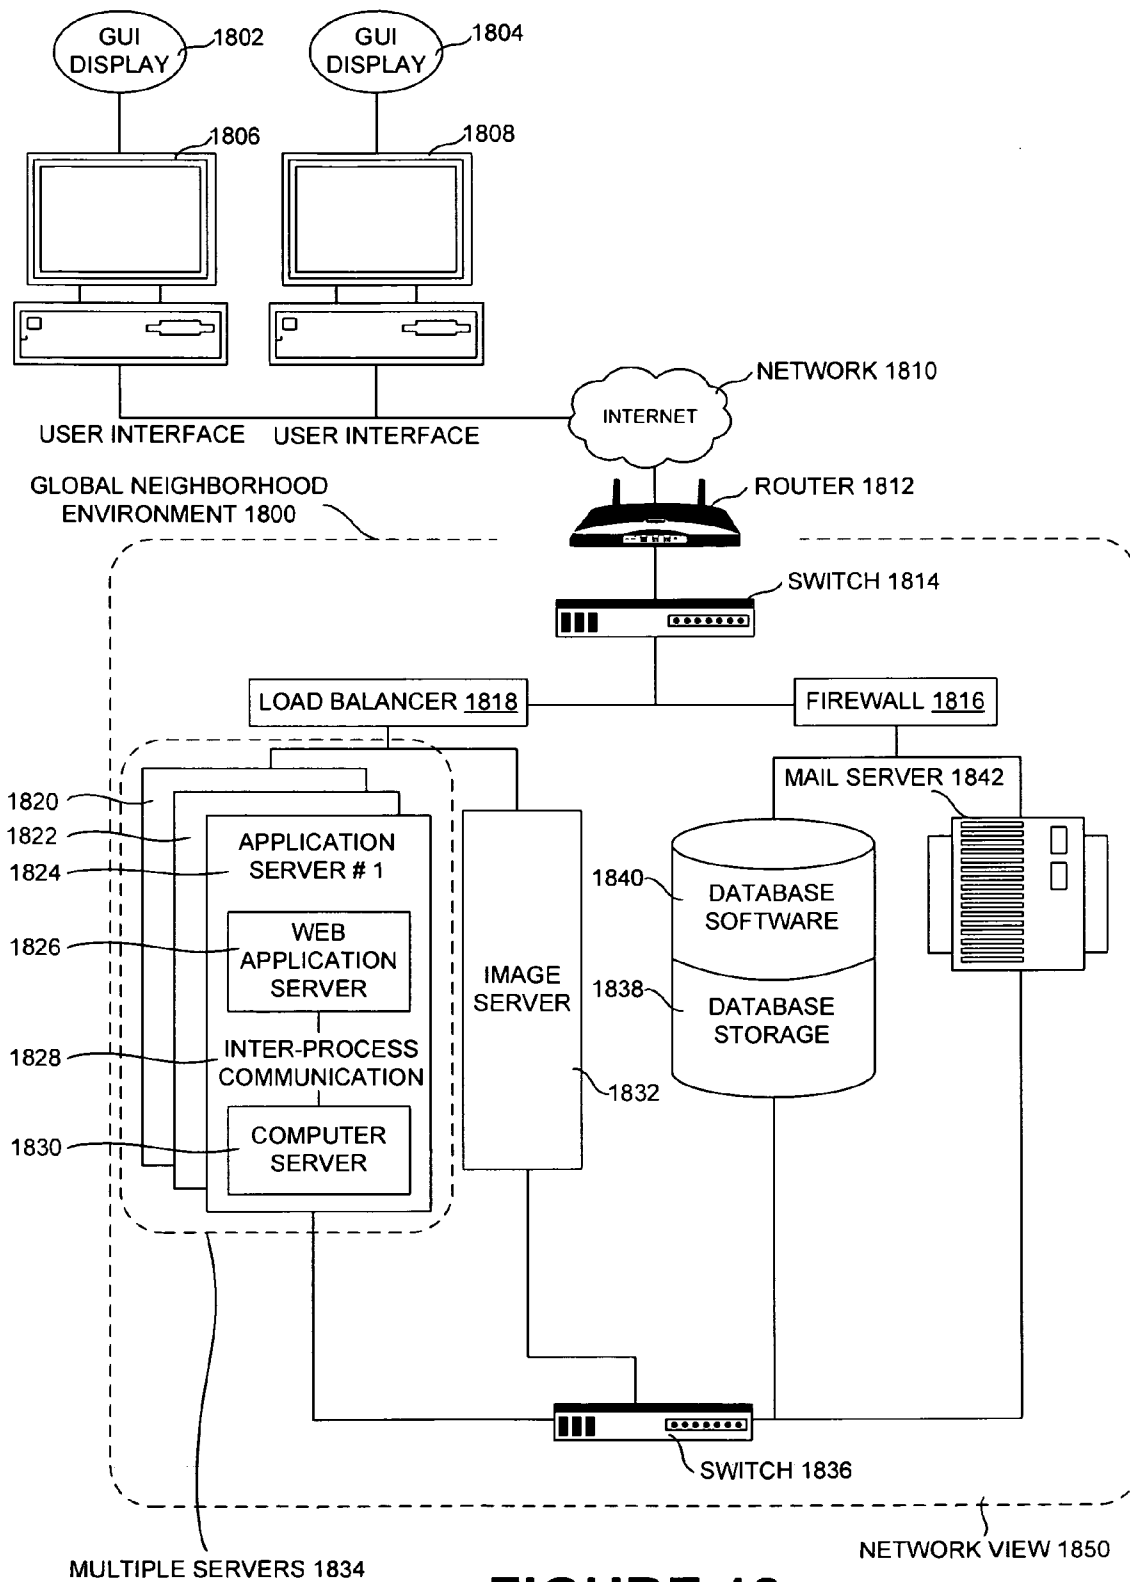 GUI
DISPLAY
1802
GUI
DISPLAY
1804
1806
1808
NETWORK 1810
INTERNET
USER INTERFACE
USER INTERFACE
GLOBAL NEIGHBORHOOD
ENVIRONMENT 1800
ROUTER 1812
SWITCH 1814
LOAD BALANCER 1818
FIREWALL 1816
MAIL SERVER 1842
1820
1822
1824
APPLICATION
SERVER # 1
1826
WEB
APPLICATION
SERVER
1828
INTER-PROCESS
COMMUNICATION
1830
COMPUTER
SERVER
IMAGE
SERVER
1832
1840
DATABASE
SOFTWARE
1838
DATABASE
STORAGE
SWITCH 1836
NETWORK VIEW 1850
MULTIPLE SERVERS 1834